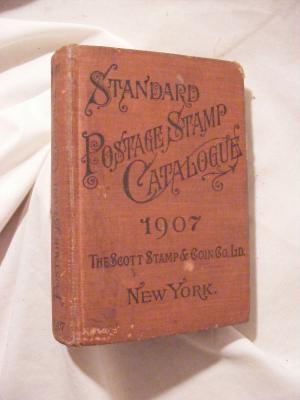 STANDARD
POSTAGE STAMP
CATALOGUE
1907
THE SCOTT STAMP & COIN CO. LTD.
NEW YORK.